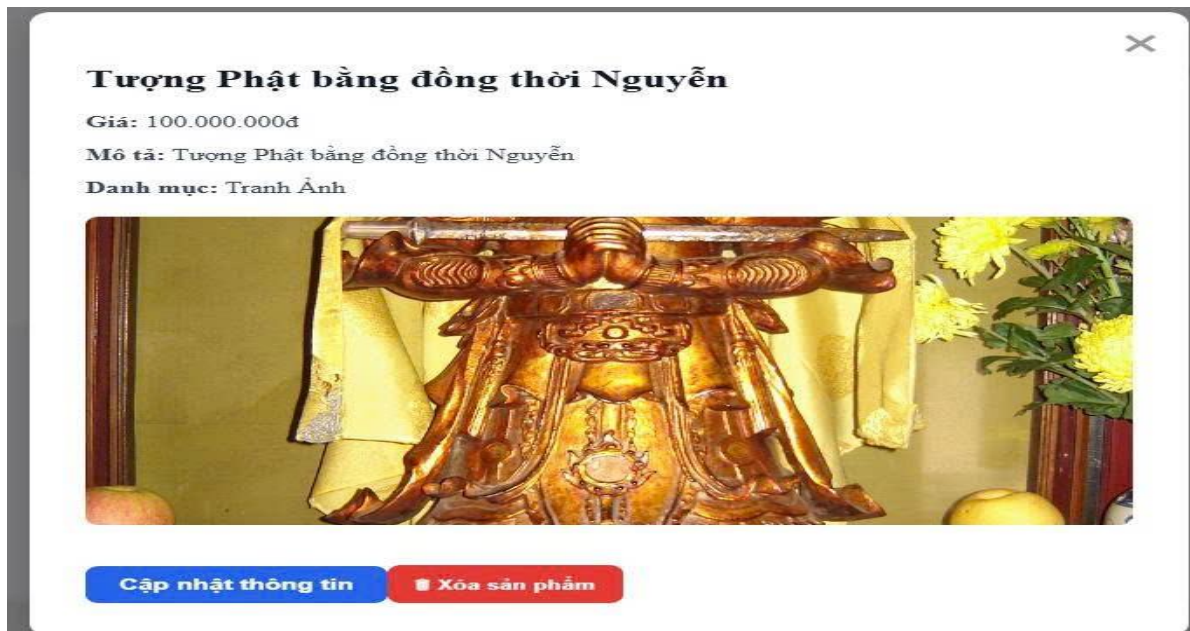 Tượng Phật bằng đồng thời Nguyễn
Giá: 100.000.000đ
Mô tả: Tượng Phật bằng đồng thời Nguyễn
Danh mục: Tranh Ảnh
Cập nhật thông tin
Xóa sản phẩm